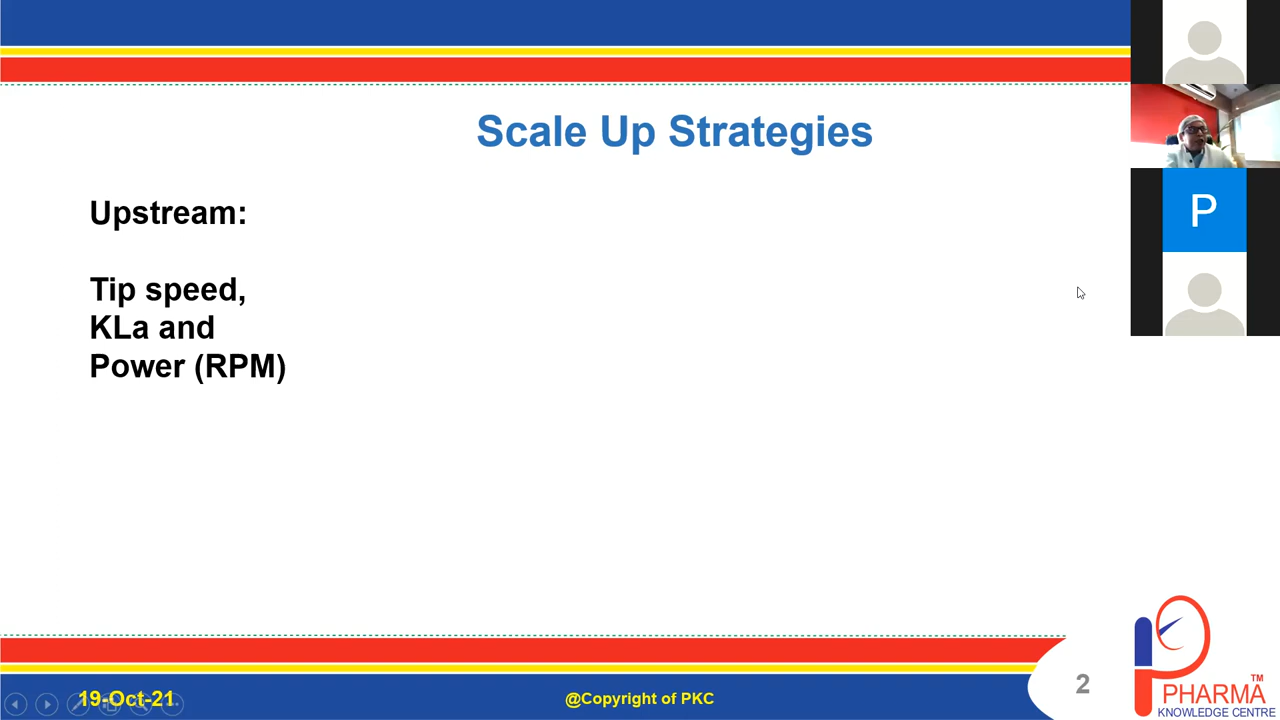 Scale Up Strategies
Upstream:
Tip speed,
KLa and
Power (RPM)
P
19-Oct-21
@Copyright of PKC
2
PHARMA TM
KNOWLEDGE CENTRE